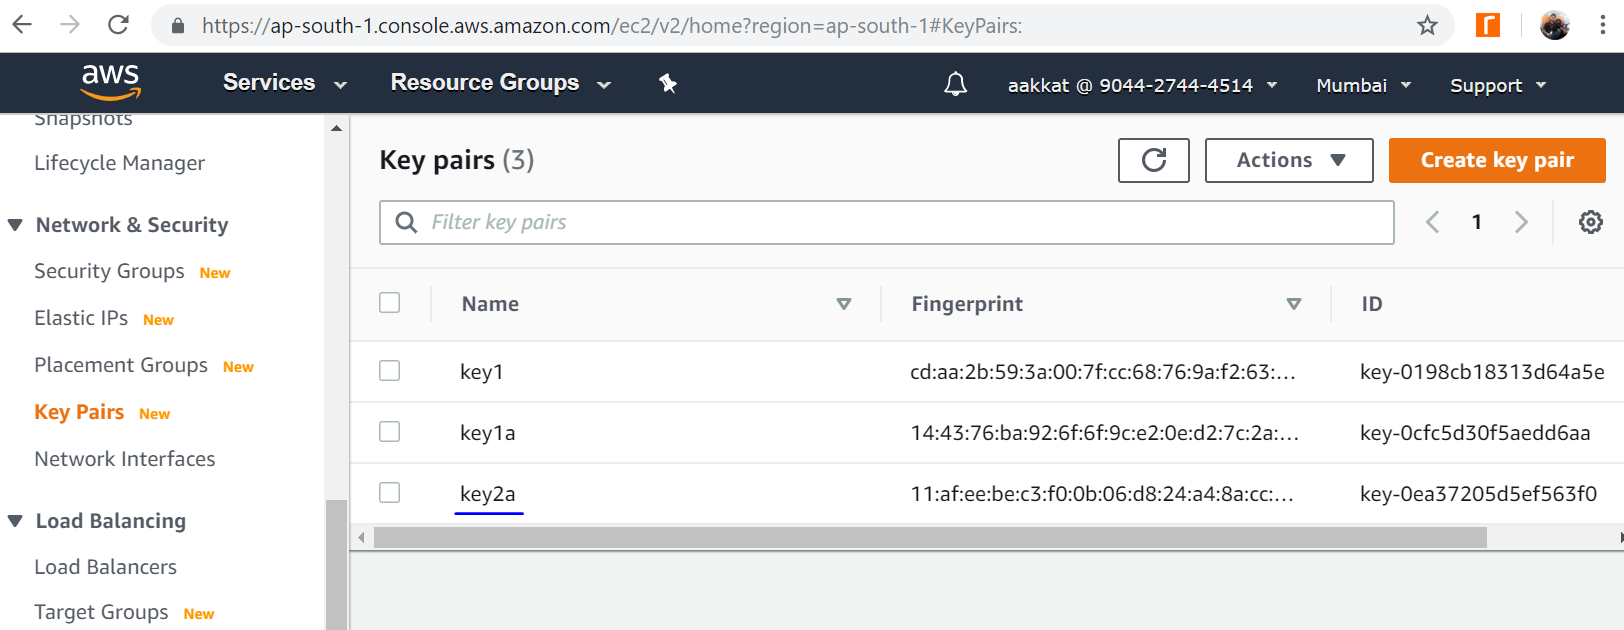 https://ap-south-1.console.aws.amazon.com/ec2/v2/home?region=ap-south-1#KeyPairs:
aws Services Resource Groups aakkat @ 9044-2744-4514 Mumbai Support
Snapshots
Lifecycle Manager
Network & Security
Security Groups New
Elastic IPs New
Placement Groups New
Key Pairs New
Network Interfaces
Load Balancing
Load Balancers
Target Groups New
Key pairs (3) Actions Create key pair
Filter key pairs 1
Name Fingerprint ID
key1 cd:aa:2b:59:3a:00:7f:cc:68:76:9a:f2:63:... key-0198cb18313d64a5e
key1a 14:43:76:ba:92:6f:6f:9c:e2:0e:d2:7c:2a:... key-0cfc5d30f5aedd6aa
key2a 11:af:ee:be:c3:f0:0b:06:d8:24:a4:8a:cc:... key-0ea37205d5ef563f0